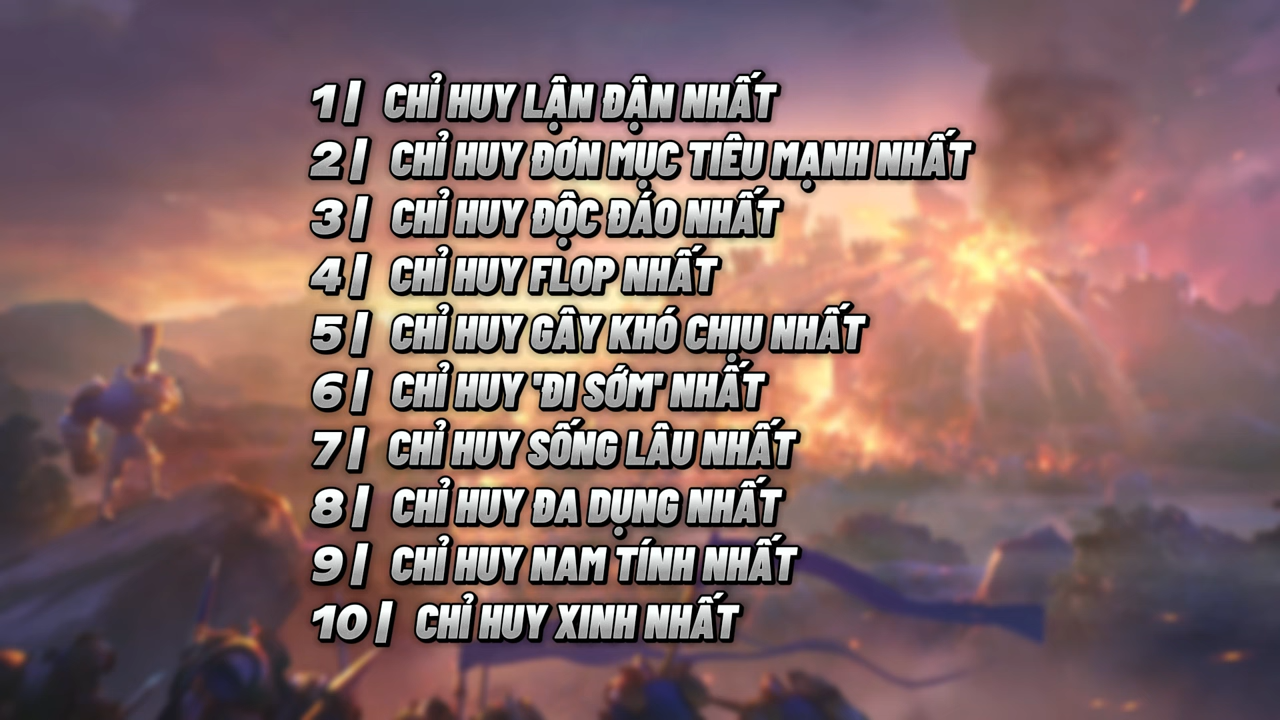 1| CHỈ HUY LẬN ĐẬN NHẤT
2| CHỈ HUY ĐƠN MỤC TIÊU MẠNH NHẤT
3| CHỈ HUY ĐỘC ĐÁO NHẤT
4| CHỈ HUY FLOP NHẤT
5| CHỈ HUY GÂY KHÓ CHỊU NHẤT
6| CHỈ HUY 'ĐI SỚM' NHẤT
7| CHỈ HUY SỐNG LÂU NHẤT
8| CHỈ HUY ĐA DỤNG NHẤT
9| CHỈ HUY NAM TÍNH NHẤT
10| CHỈ HUY XINH NHẤT